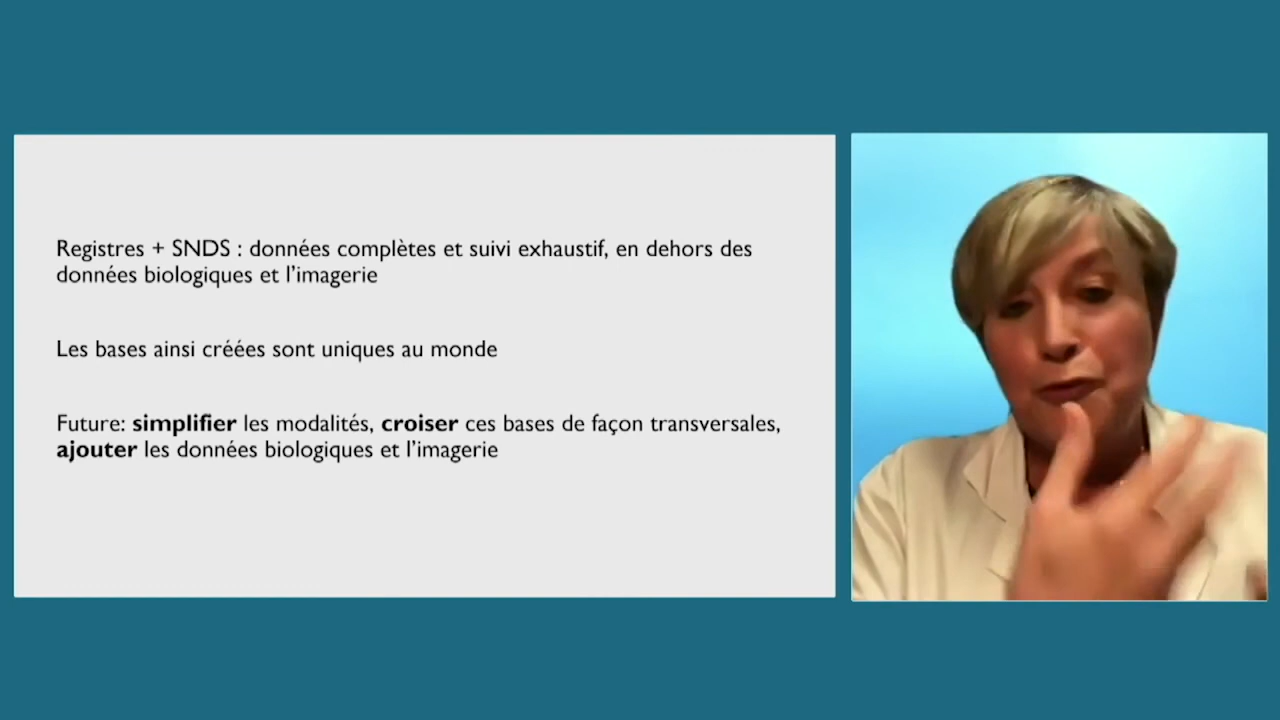 Registres + SNDS : données complètes et suivi exhaustif, en dehors des
données biologiques et l’imagerie
Les bases ainsi créées sont uniques au monde
Future: simplifier les modalités, croiser ces bases de façon transversales,
ajouter les données biologiques et l’imagerie